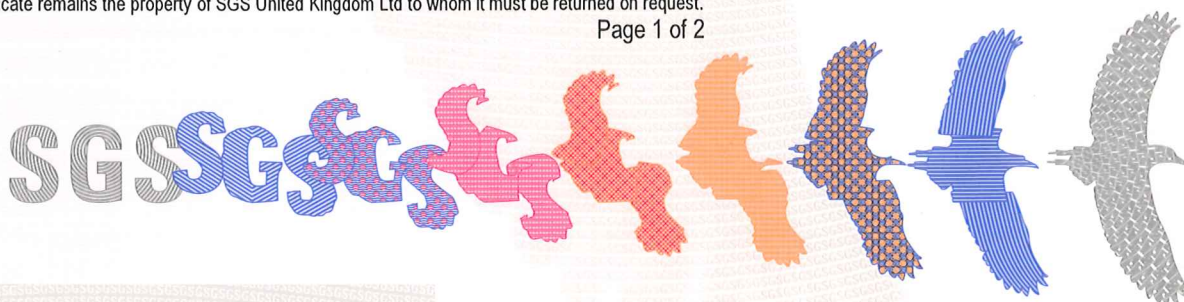 cate remains the property of SGS United Kingdom Ltd to whom it must be returned on request.
Page 1 of 2
SGS SGS SGS